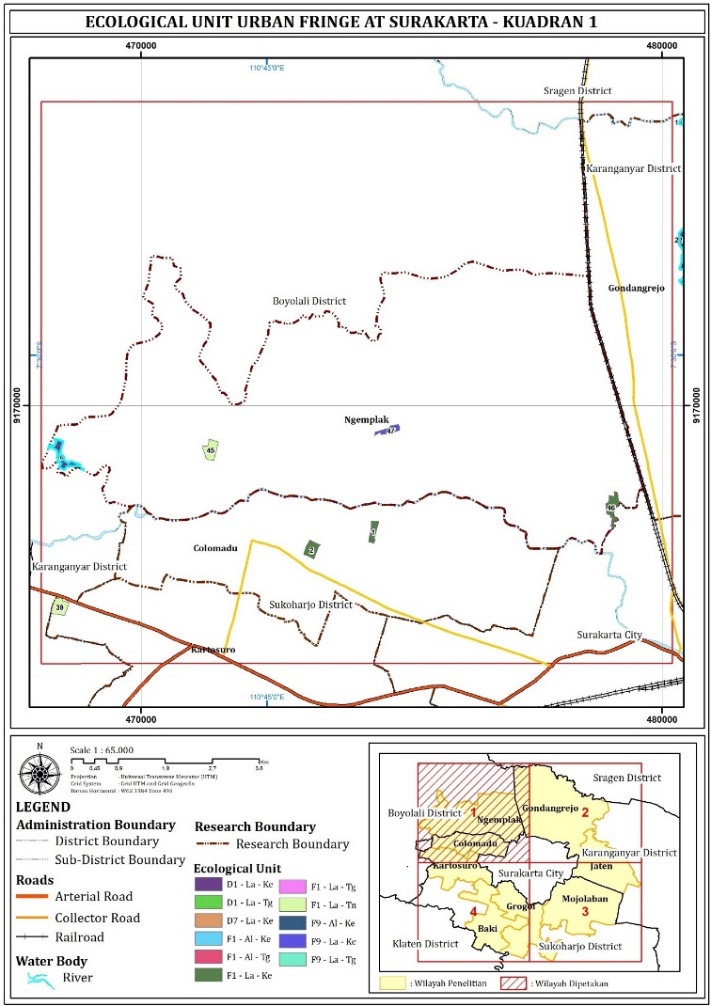 ECOLOGICAL UNIT URBAN FRINGE AT SURAKARTA - KUADRAN 1
470000
480000
110°45'0"E
Sragen District
Karanganyar District
Gondangrejo
Boyolali District
9170000
9170000
Ngemplak
47
45
46
1
2
Colomadu
Karanganyar District
39
Sukoharjo District
Surakarta City
Kartosuro
470000
110°45'0"E
480000
N
Scale 1 : 65.000
0 0,45 0,9 1,8 2,7 3,6
Km
Projection : Universal Transverse Mercator (UTM)
Grid System : Grid UTM and Grid Geografis
LEGEND
Administration Boundary
District Boundary
Sub-District Boundary
Roads
Arterial Road
Collector Road
Railroad
Water Body
River
Research Boundary
Research Boundary
Ecological Unit
D1 - La - Ke
D1 - La - Tg
D7 - La - Ke
F1 - Al - Ke
F1 - Al - Tg
F1 - La - Ke
F1 - La - Tg
F1 - La - Tn
F9 - Al - Ke
F9 - La - Ke
F9 - La - Tg
Sragen District
Boyolali District
1
Ngemplak
Gondangrejo
2
Colomadu
Karanganyar District
Kartosuro
Surakarta City
Jaten
4
Grogol
Mojolaban
3
Baki
Klaten District
Sukoharjo District
: Wilayah Penelitian
: Wilayah Dipetakan